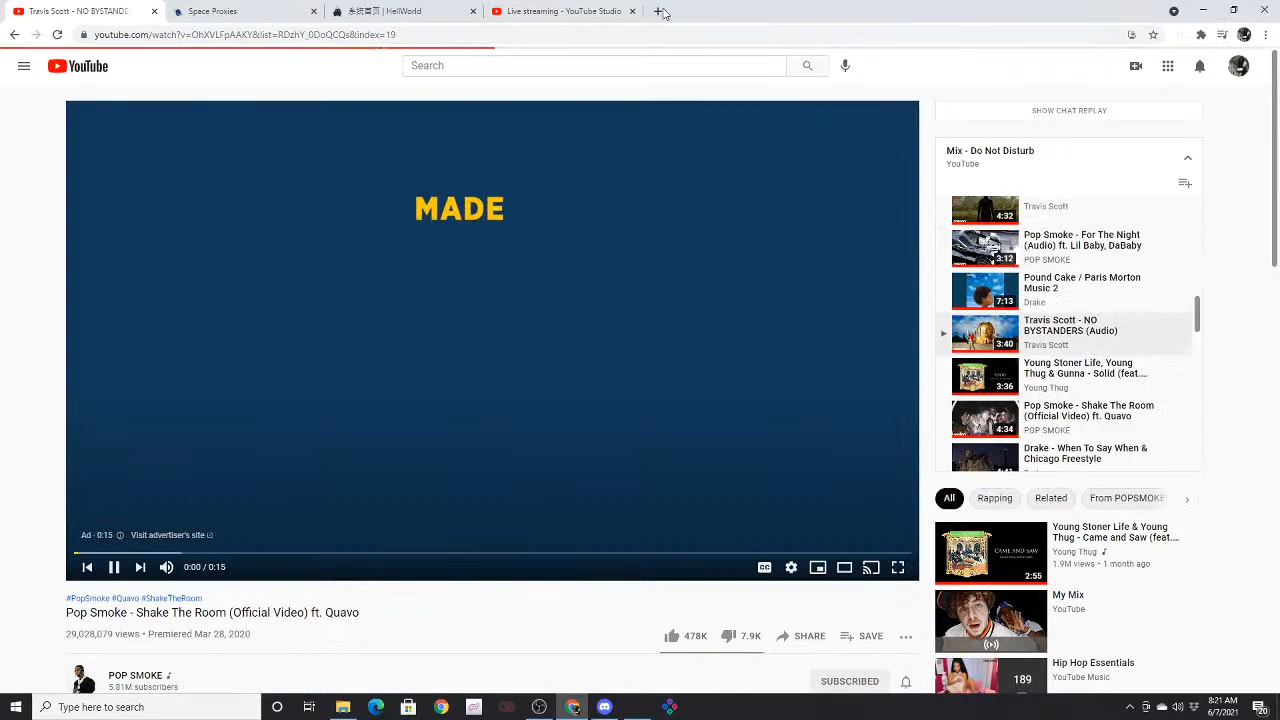 Travis Scott - NO BYSTANDE
Space Proxies
系统首页 | HellWorld
Live streaming - YouTube Studio
youtube.com/watch?v=OhXVLFpAAKY&list=RDzhY_0DoQCQs&index=19
YouTube
Search
SHOW CHAT REPLAY
Mix - Do Not Disturb
YouTube
MADE
4:32
Travis Scott
Pop Smoke - For The Night
(Audio) ft. Lil Baby, DaBaby
POP SMOKE
3:12
Pound Cake / Paris Morton
Music 2
Drake
7:13
Travis Scott - NO
BYSTANDERS (Audio)
Travis Scott
3:40
Young Stoner Life, Young
Thug & Gunna - Solid (feat....
Young Thug
3:36
Pop Smoke - Shake The Room
(Official Video) ft. Quavo
POP SMOKE
4:34
Drake - When To Say When &
Chicago Freestyle
All
Rapping
Related
From POPSMOKE
Young Stoner Life & Young
Thug - Came and Saw (feat....
Young Thug
1.9M views • 1 month ago
CAME AND SAW
2:55
My Mix
YouTube
Hip Hop Essentials
YouTube Music
189
Ad · 0:15
Visit advertiser's site
0:00 / 0:15
CC
#PopSmoke #Quavo #ShakeTheRoom
Pop Smoke - Shake The Room (Official Video) ft. Quavo
29,028,079 views • Premiered Mar 28, 2020
478K
7.9K
SHARE
SAVE
POP SMOKE
5.81M subscribers
SUBSCRIBED
Type here to search
8:21 AM
6/7/2021
20